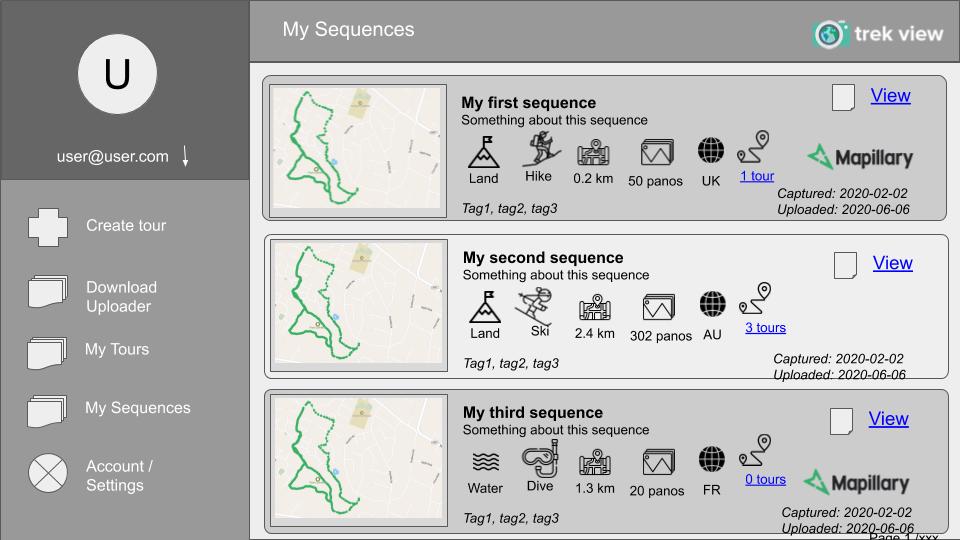 My Sequences
trek view
U
user@user.com
Create tour
Download
Uploader
My Tours
My Sequences
Account /
Settings
My first sequence
Something about this sequence
View
Land
Hike
0.2 km
50 panos
UK
1 tour
Mapillary
Tag1, tag2, tag3
Captured: 2020-02-02
Uploaded: 2020-06-06
My second sequence
Something about this sequence
View
Land
Ski
2.4 km
302 panos
AU
3 tours
Tag1, tag2, tag3
Captured: 2020-02-02
Uploaded: 2020-06-06
My third sequence
Something about this sequence
View
Water
Dive
1.3 km
20 panos
FR
0 tours
Mapillary
Tag1, tag2, tag3
Captured: 2020-02-02
Uploaded: 2020-06-06
Page 1 /xxx